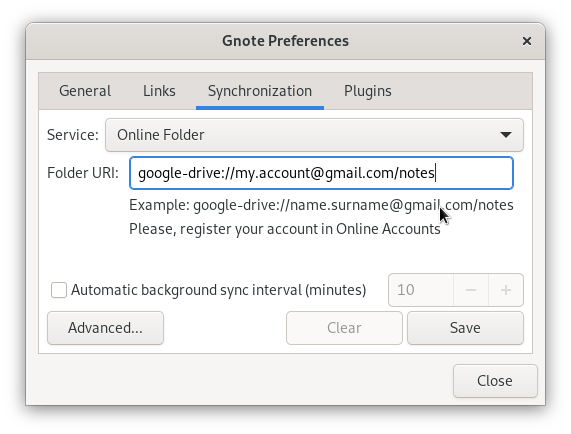 Gnote Preferences
General Links Synchronization Plugins
Service: Online Folder
Folder URI: google-drive://my.account@gmail.com/notes
Example: google-drive://name.surname@gmail.com/notes
Please, register your account in Online Accounts
Automatic background sync interval (minutes) 10
Advanced... Clear Save
Close